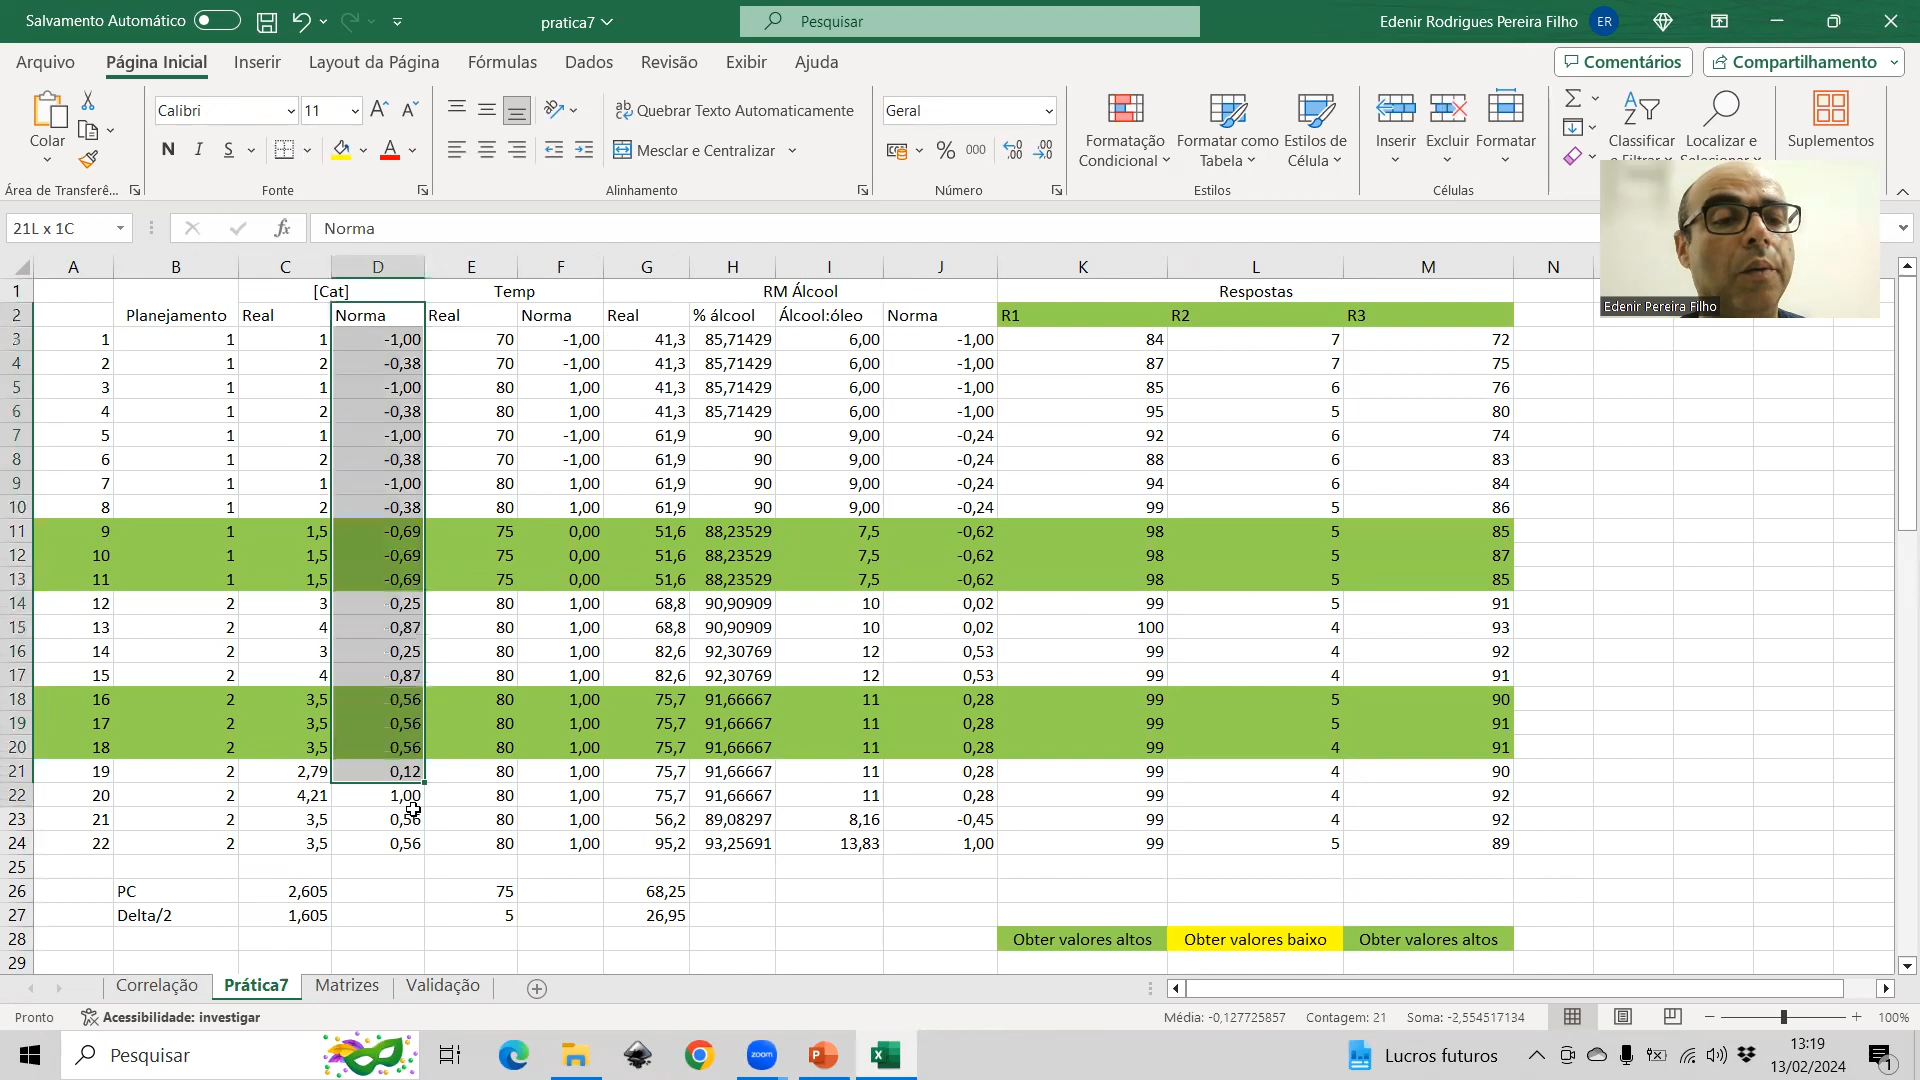 Salvamento Automático
pratica7
Pesquisar
Edenir Rodrigues Pereira Filho
ER
Arquivo Página Inicial Inserir Layout da Página Fórmulas Dados Revisão Exibir Ajuda
Comentários Compartilhamento
Colar
Calibri 11
N I S
Quebrar Texto Automaticamente
Mesclar e Centralizar
Geral
% 000
Formatação Condicional
Formatar como Tabela
Estilos de Célula
Inserir Excluir Formatar
Classificar
Localizar e
Suplementos
Área de Transferê... Fonte Alinhamento Número Estilos Células
21L x 1C fx Norma
Edenir Pereira Filho
A B C D E F G H I J K L M N
1 [Cat] Temp RM Álcool Respostas
2 Planejamento Real Norma Real Norma Real % álcool Álcool:óleo Norma R1 R2 R3
3 1 1 1 -1,00 70 -1,00 41,3 85,71429 6,00 -1,00 84 7 72
4 2 1 2 -0,38 70 -1,00 41,3 85,71429 6,00 -1,00 87 7 75
5 3 1 1 -1,00 80 1,00 41,3 85,71429 6,00 -1,00 85 6 76
6 4 1 2 -0,38 80 1,00 41,3 85,71429 6,00 -1,00 95 5 80
7 5 1 1 -1,00 70 -1,00 61,9 90 9,00 -0,24 92 6 74
8 6 1 2 -0,38 70 -1,00 61,9 90 9,00 -0,24 88 6 83
9 7 1 1 -1,00 80 1,00 61,9 90 9,00 -0,24 94 6 84
10 8 1 2 -0,38 80 1,00 61,9 90 9,00 -0,24 99 5 86
11 9 1 1,5 -0,69 75 0,00 51,6 88,23529 7,5 -0,62 98 5 85
12 10 1 1,5 -0,69 75 0,00 51,6 88,23529 7,5 -0,62 98 5 87
13 11 1 1,5 -0,69 75 0,00 51,6 88,23529 7,5 -0,62 98 5 85
14 12 2 3 0,25 80 1,00 68,8 90,90909 10 0,02 99 5 91
15 13 2 4 0,87 80 1,00 68,8 90,90909 10 0,02 100 4 93
16 14 2 3 0,25 80 1,00 82,6 92,30769 12 0,53 99 4 92
17 15 2 4 0,87 80 1,00 82,6 92,30769 12 0,53 99 4 91
18 16 2 3,5 0,56 80 1,00 75,7 91,66667 11 0,28 99 5 90
19 17 2 3,5 0,56 80 1,00 75,7 91,66667 11 0,28 99 5 91
20 18 2 3,5 0,56 80 1,00 75,7 91,66667 11 0,28 99 4 91
21 19 2 2,79 0,12 80 1,00 75,7 91,66667 11 0,28 99 4 90
22 20 2 4,21 1,00 80 1,00 75,7 91,66667 11 0,28 99 4 92
23 21 2 3,5 0,56 80 1,00 56,2 89,08297 8,16 -0,45 99 4 92
24 22 2 3,5 0,56 80 1,00 95,2 93,25691 13,83 1,00 99 5 89
25
26 PC 2,605 75 68,25
27 Delta/2 1,605 5 26,95
28 Obter valores altos Obter valores baixo Obter valores altos
29
Correlação Prática7 Matrizes Validação
Pronto Acessibilidade: investigar Média: -0,127725857 Contagem: 21 Soma: -2,554517134 100%
Pesquisar
zoom
Lucros futuros
13:19
13/02/2024
1